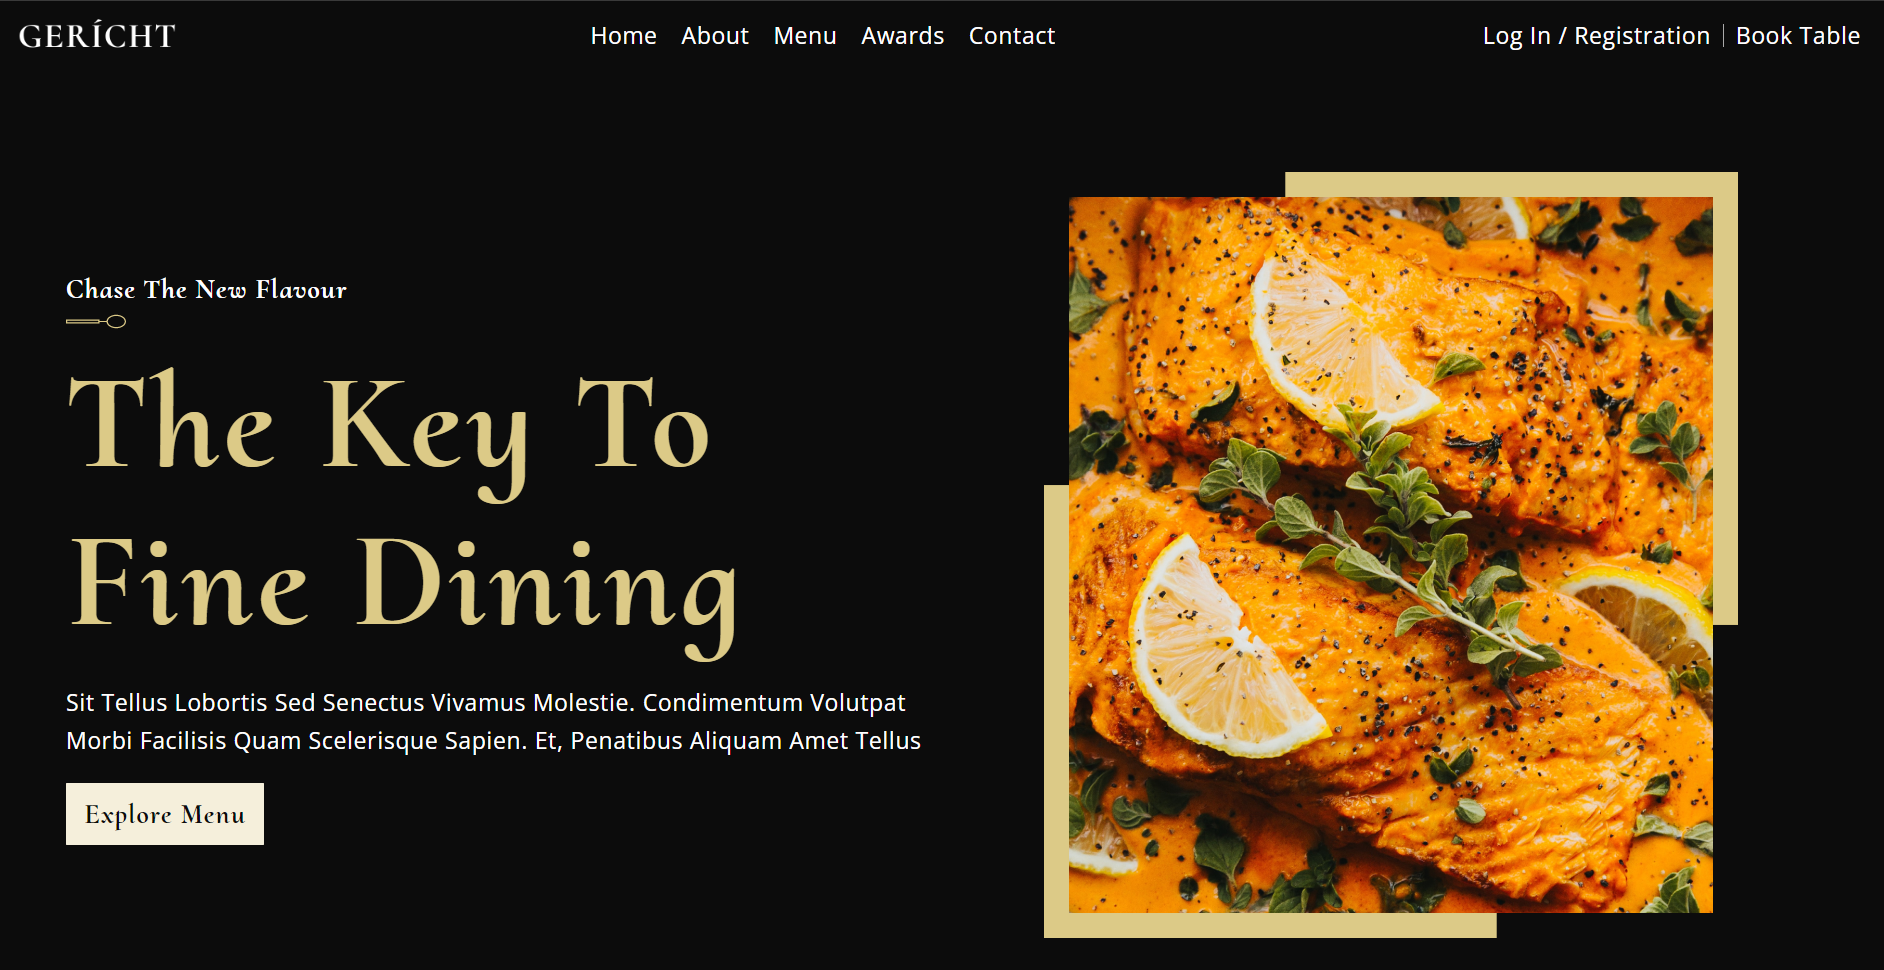 GERÍCHT
Home About Menu Awards Contact
Log In / Registration
Book Table
Chase The New Flavour
The Key To
Fine Dining
Sit Tellus Lobortis Sed Senectus Vivamus Molestie. Condimentum Volutpat
Morbi Facilisis Quam Scelerisque Sapien. Et, Penatibus Aliquam Amet Tellus
Explore Menu